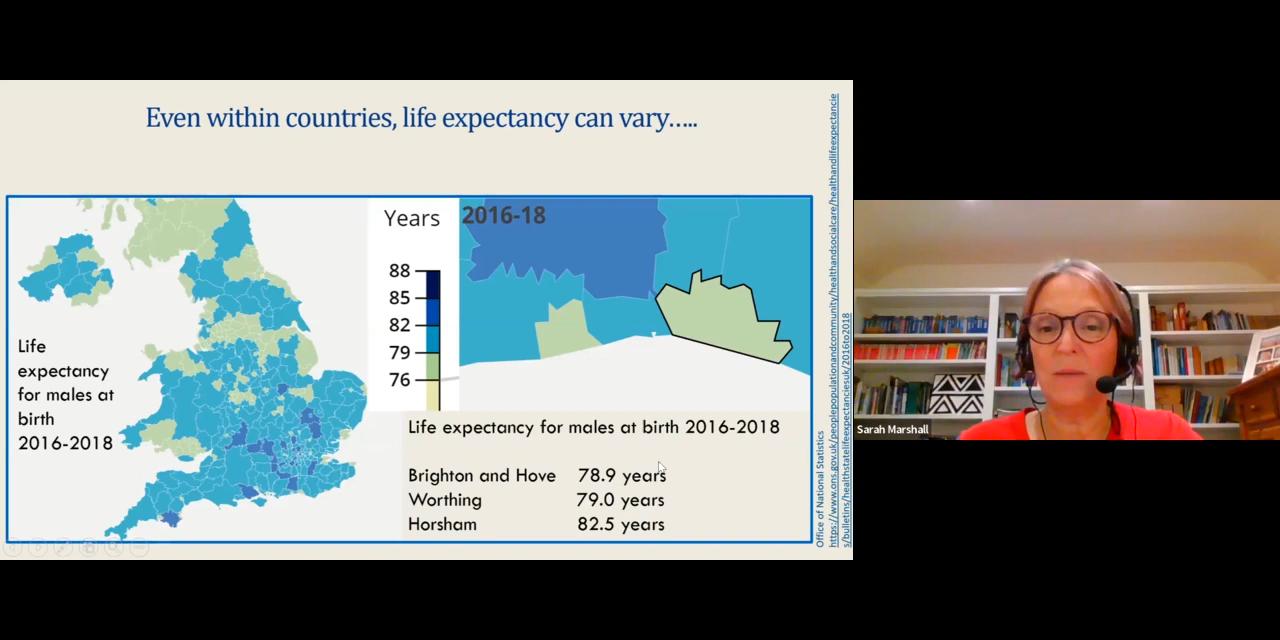 Even within countries, life expectancy can vary.....
Life
expectancy
for males at
birth
2016-2018
Years
88
85
82
79
76
2016-18
Life expectancy for males at birth 2016-2018
Brighton and Hove 78.9 years
Worthing 79.0 years
Horsham 82.5 years
Office of National Statistics
https://www.ons.gov.uk/peoplepopulationandcommunity/healthandsocialcare/healthandlifeexpectancie
s/bulletins/healthstatelifeexpectanciesuk/2016to2018
Sarah Marshall